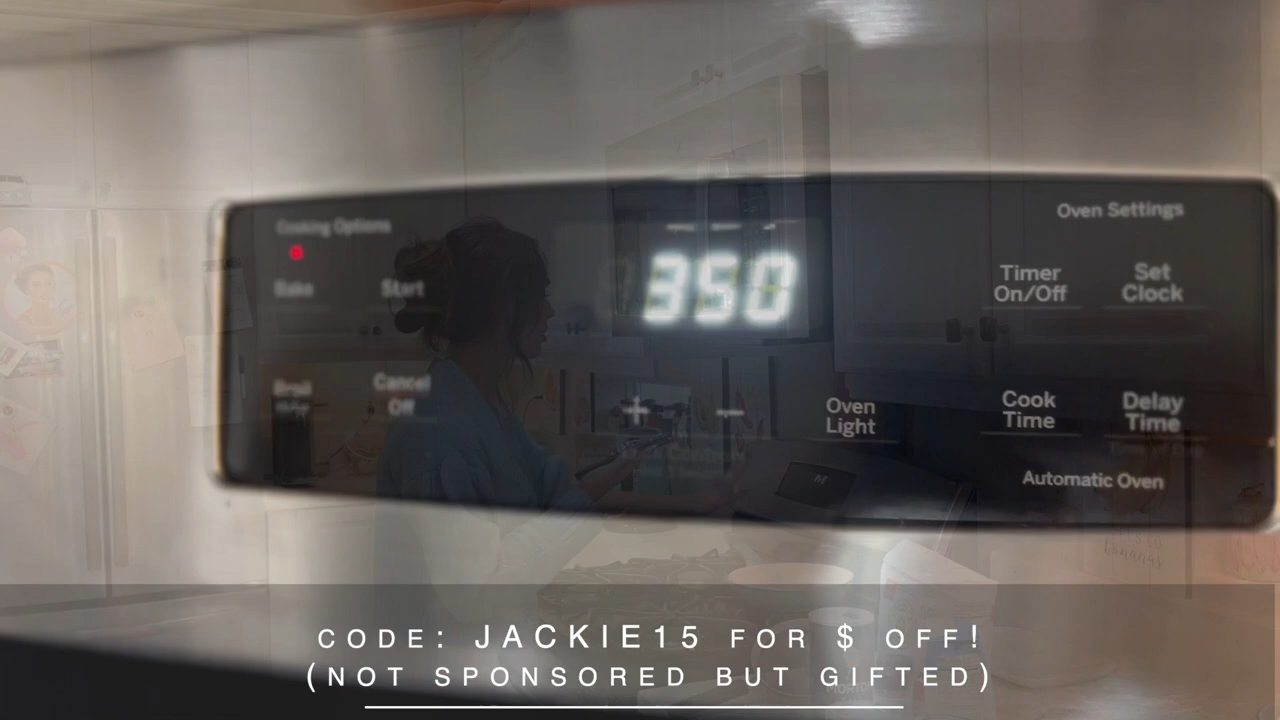 Cooking Options
Oven Settings
350
Timer
On/Off
Set
Clock
Bake
Start
Cancel
Off
Broil
+
-
Oven
Light
Cook
Time
Delay
Time
Automatic Oven
CODE: JACKIE15 FOR $ OFF!
(NOT SPONSORED BUT GIFTED)